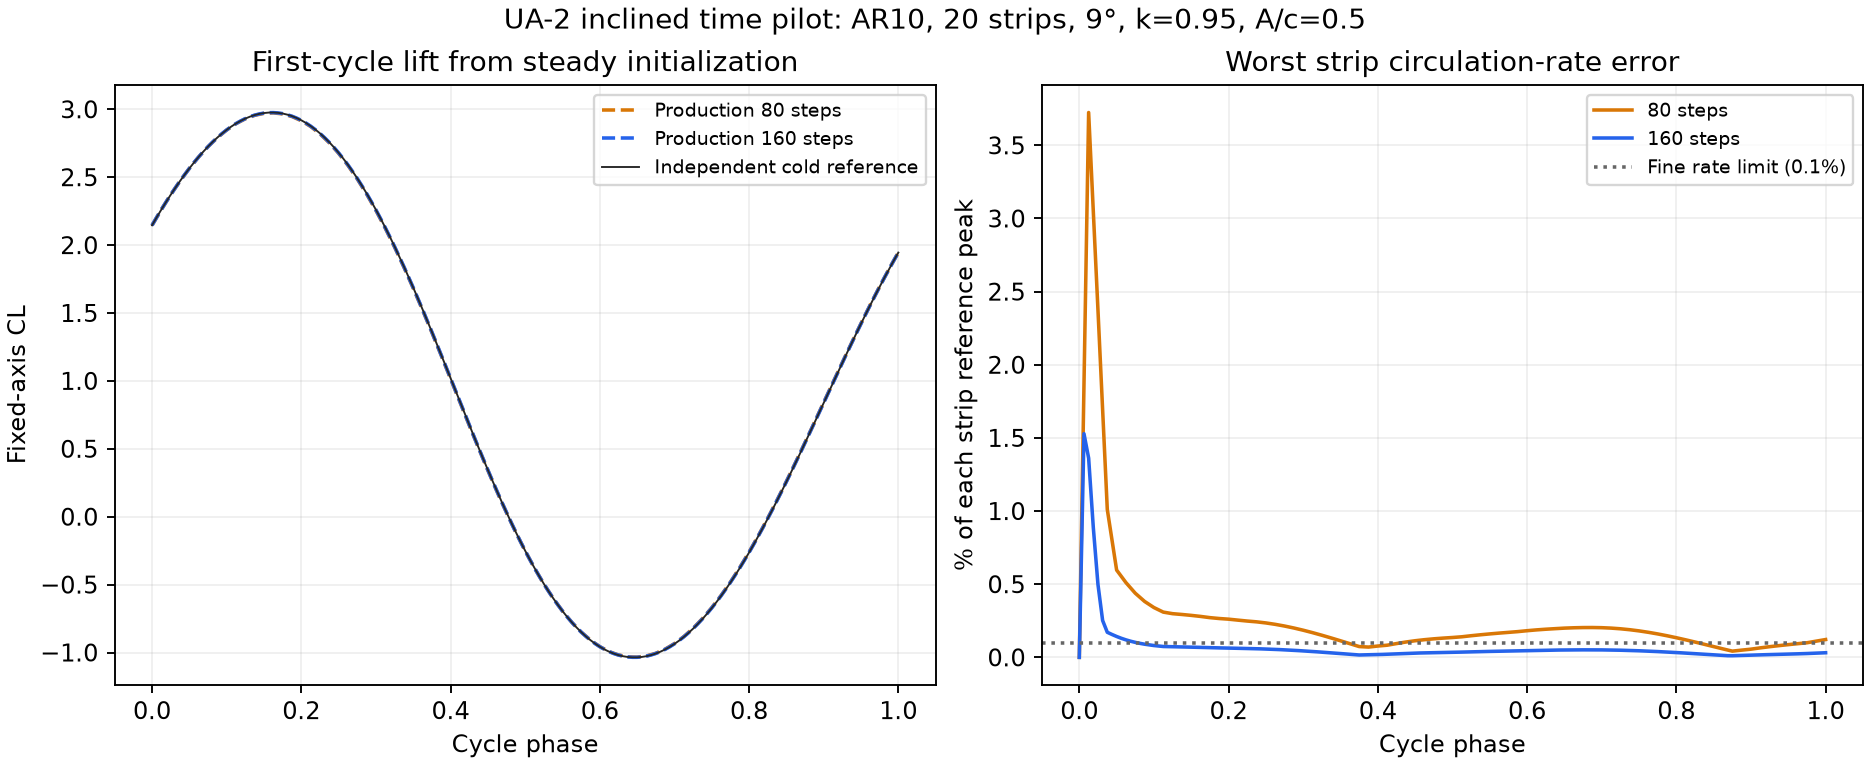 UA-2 inclined time pilot: AR10, 20 strips, 9°, k=0.95, A/c=0.5
First-cycle lift from steady initialization
Fixed-axis CL
3.0
2.5
2.0
1.5
1.0
0.5
0.0
−0.5
−1.0
Production 80 steps
Production 160 steps
Independent cold reference
0.0 0.2 0.4 0.6 0.8 1.0
Cycle phase
Worst strip circulation-rate error
% of each strip reference peak
3.5
3.0
2.5
2.0
1.5
1.0
0.5
0.0
80 steps
160 steps
Fine rate limit (0.1%)
0.0 0.2 0.4 0.6 0.8 1.0
Cycle phase